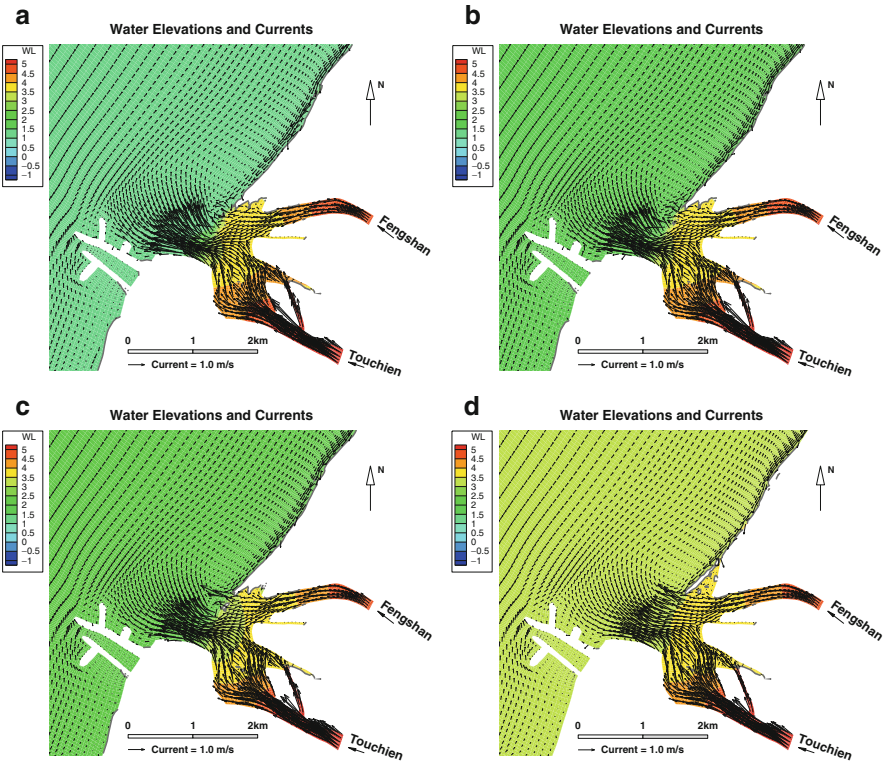 a
Water Elevations and Currents
WL
5
4.5
4
3.5
3
2.5
2
1.5
1
0.5
0
−0.5
−1
N
Fengshan
Touchien
0 1 2km
Current = 1.0 m/s
b
Water Elevations and Currents
WL
5
4.5
4
3.5
3
2.5
2
1.5
1
0.5
0
−0.5
−1
N
Fengshan
Touchien
0 1 2km
Current = 1.0 m/s
c
Water Elevations and Currents
WL
5
4.5
4
3.5
3
2.5
2
1.5
1
0.5
0
−0.5
−1
N
Fengshan
Touchien
0 1 2km
Current = 1.0 m/s
d
Water Elevations and Currents
WL
5
4.5
4
3.5
3
2.5
2
1.5
1
0.5
0
−0.5
−1
N
Fengshan
Touchien
0 1 2km
Current = 1.0 m/s